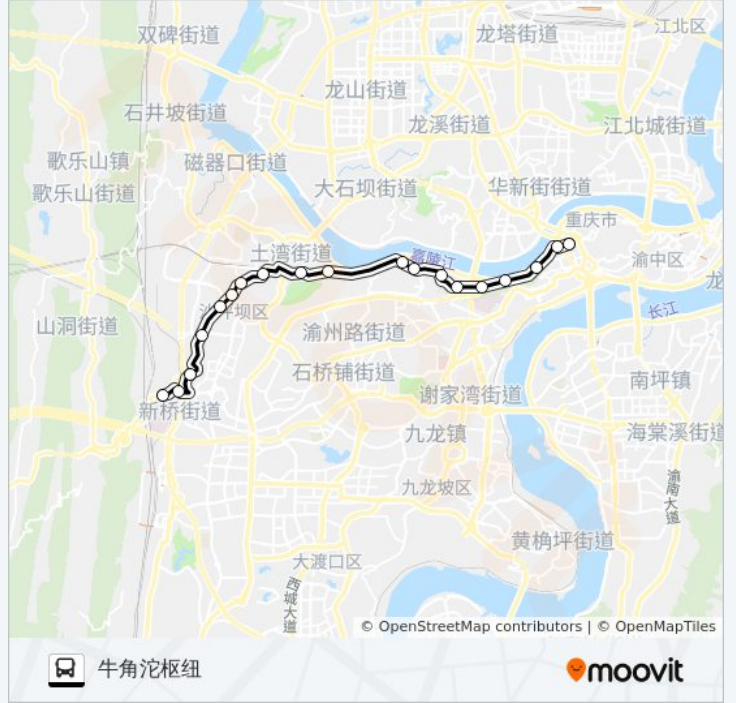 双碑街道
龙塔街道
江北区
龙山街道
石井坡街道
龙溪街道
江北城街道
歌乐山镇
磁器口街道
歌乐山街道
大石坝街道
华新街街道
重庆市
土湾街道
嘉陵江
渝中区
龙
沙坪坝区
长江
山洞街道
渝州路街道
石桥铺街道
南坪镇
谢家湾街道
新桥街道
九龙镇
海棠溪街道
九龙坡区
渝南大道
黄桷坪街道
大渡口区
西城大道
© OpenStreetMap contributors | © OpenMapTiles
牛角沱枢纽
moovit